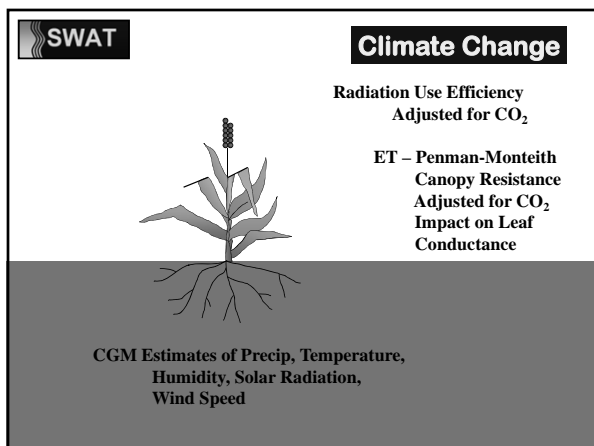 SWAT
Climate Change
Radiation Use Efficiency
Adjusted for CO₂
ET – Penman-Monteith
Canopy Resistance
Adjusted for CO₂
Impact on Leaf
Conductance
CGM Estimates of Precip, Temperature,
Humidity, Solar Radiation,
Wind Speed